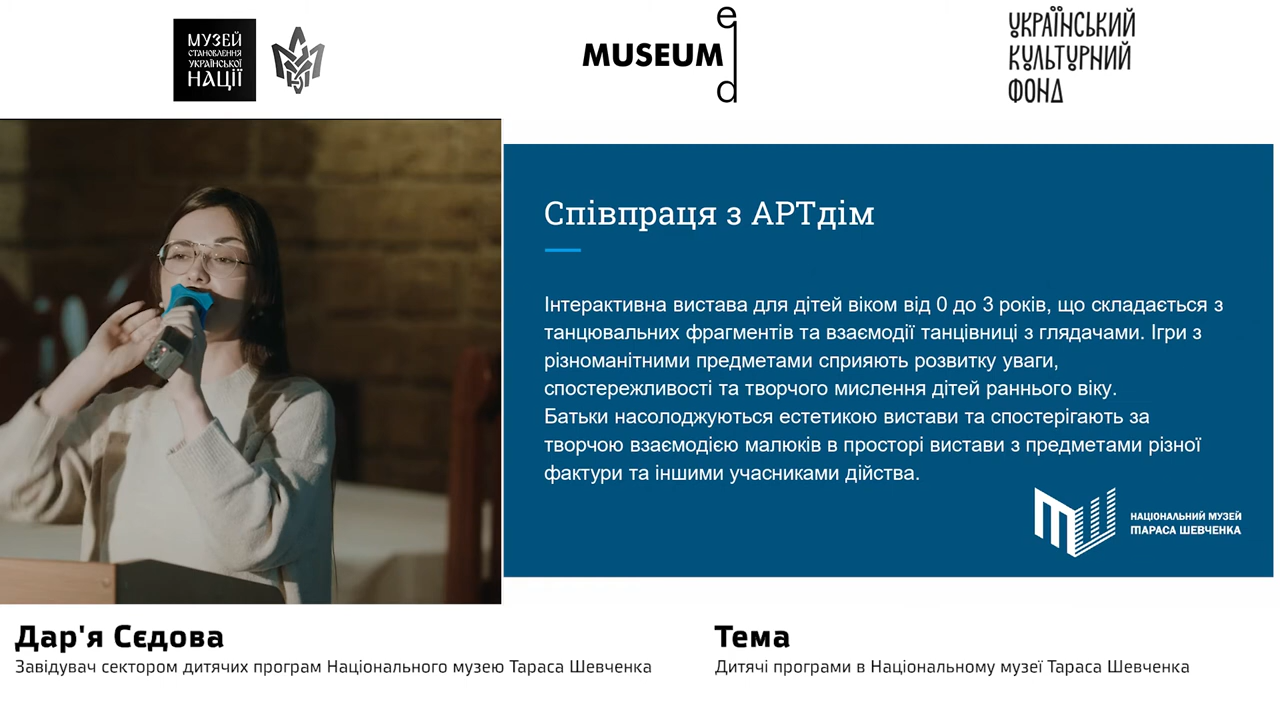 МУЗЕЙ
СТАНОВЛЕННЯ
УКРАЇНСЬКОЇ
НАЦІЇ
MUSEUM
ed
УКРАЇНСЬКИЙ
КУЛЬТУРНИЙ
ФОНД
Співпраця з АРТдім
Інтерактивна вистава для дітей віком від 0 до 3 років, що складається з
танцювальних фрагментів та взаємодії танцівниці з глядачами. Ігри з
різноманітними предметами сприяють розвитку уваги,
спостережливості та творчого мислення дітей раннього віку.
Батьки насолоджуються естетикою вистави та спостерігають за
творчою взаємодією малюків в просторі вистави з предметами різної
фактури та іншими учасниками дійства.
НАЦІОНАЛЬНИЙ МУЗЕЙ
ТАРАСА ШЕВЧЕНКА
Дар'я Сєдова
Завідувач сектором дитячих програм Національного музею Тараса Шевченка
Тема
Дитячі програми в Національному музеї Тараса Шевченка